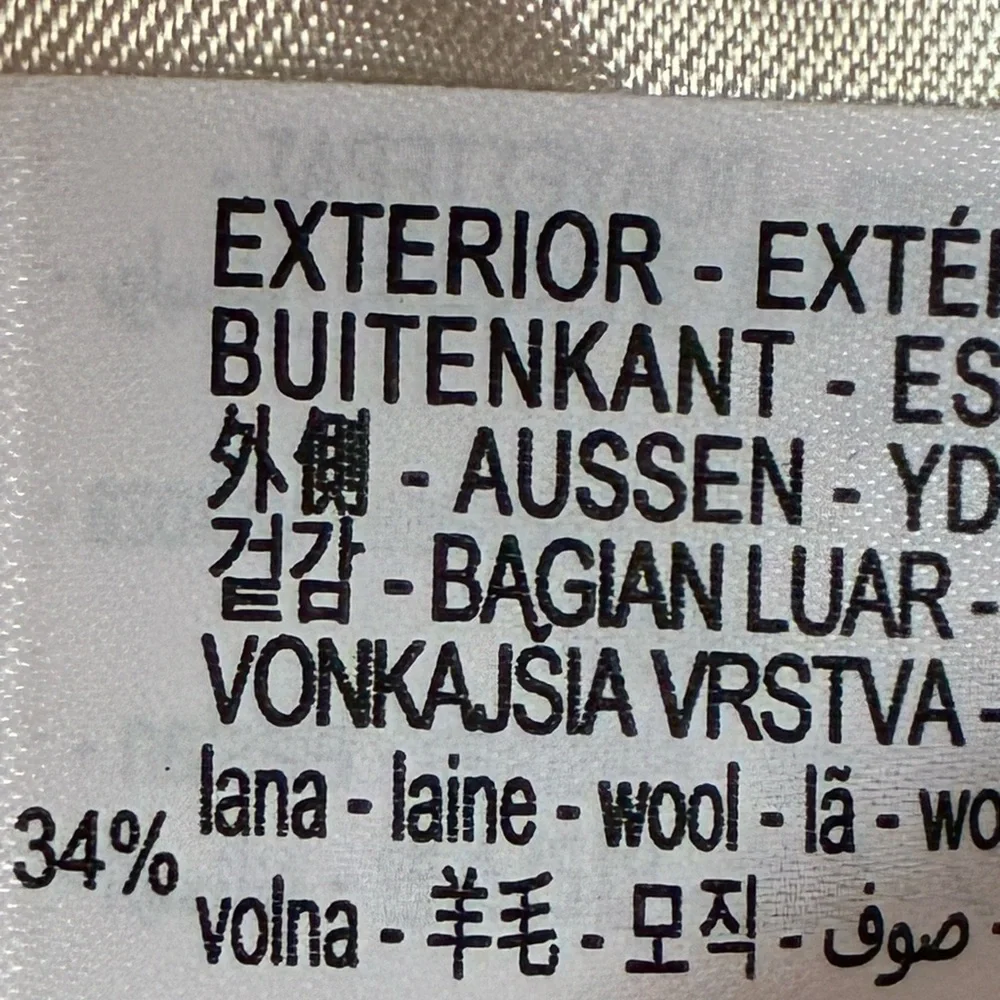 EXTERIOR - EXTÉ
BUITENKANT - ES
外側 - AUSSEN - YD
겉감 - BAGIAN LUAR -
VONKAJŠIA VRSTVA -
34% lana - laine - wool - lã - wo
volna - 羊毛 - 모직 - صوف -